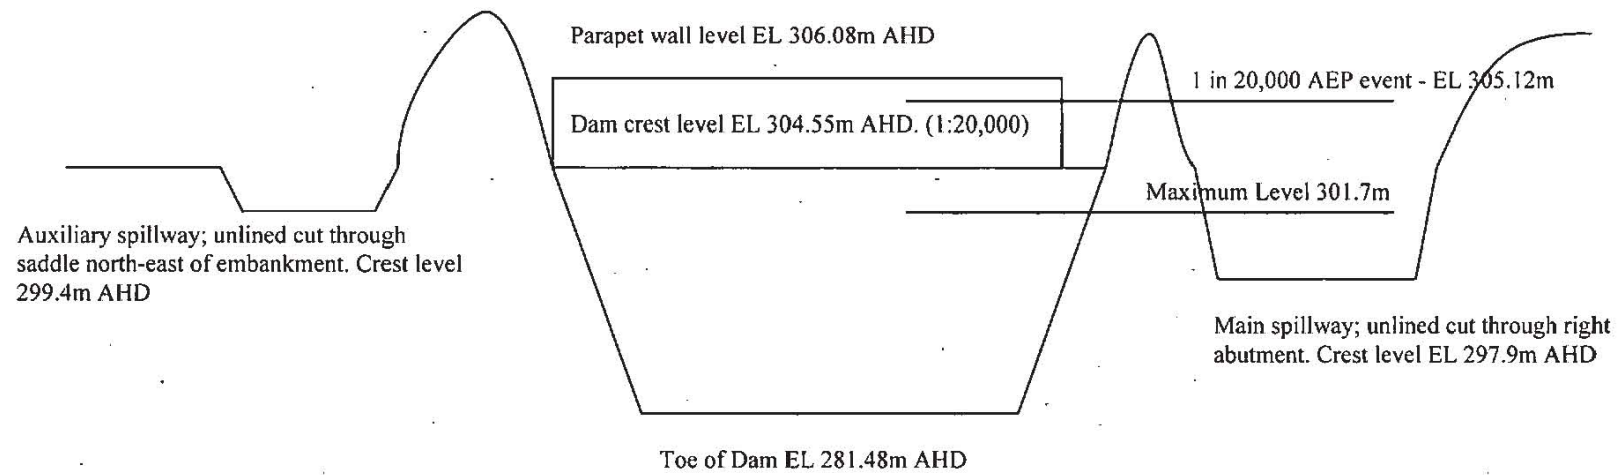 Parapet wall level EL 306.08m AHD
1 in 20,000 AEP event - EL 305.12m
Dam crest level EL 304.55m AHD. (1:20,000)
Maximum Level 301.7m
Auxiliary spillway; unlined cut through
saddle north-east of embankment. Crest level
299.4m AHD
Main spillway; unlined cut through right
abutment. Crest level EL 297.9m AHD
Toe of Dam EL 281.48m AHD